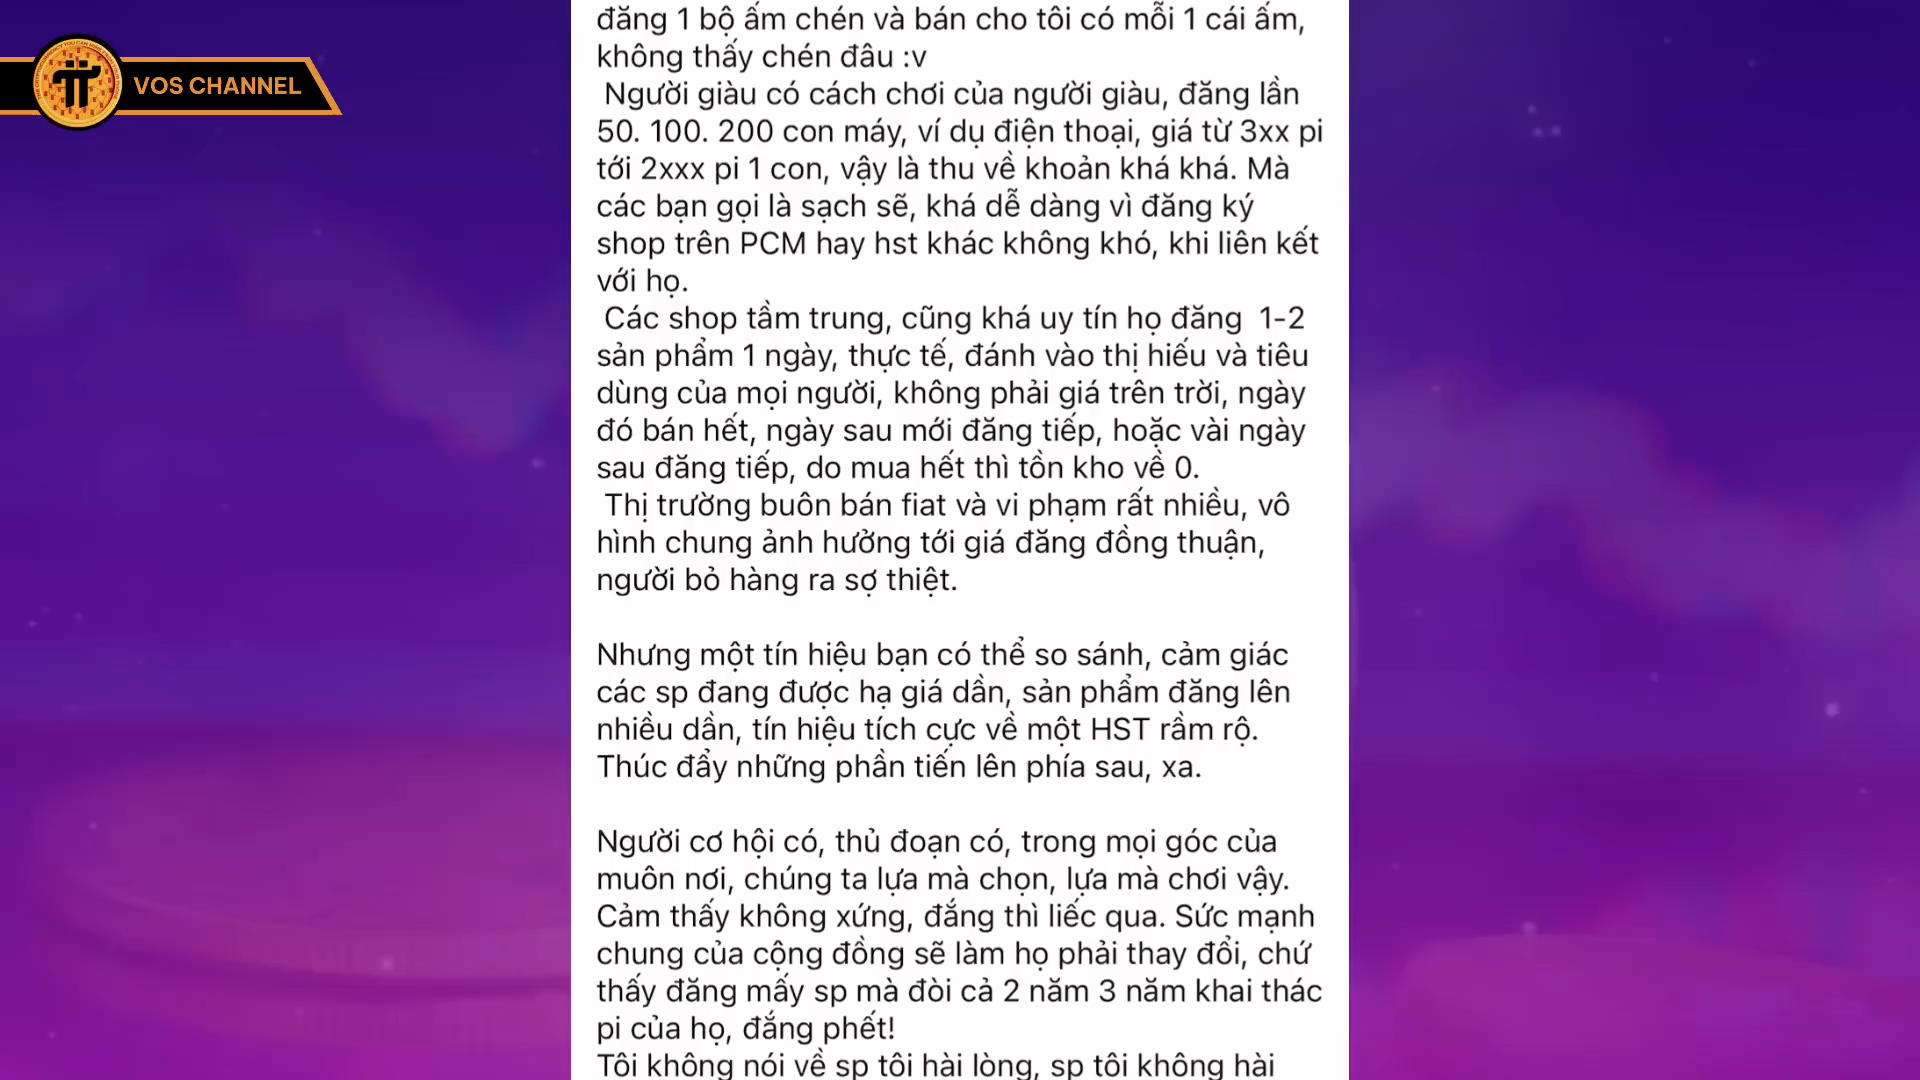 VOS CHANNEL
đăng 1 bộ ấm chén và bán cho tôi có mỗi 1 cái ấm,
không thấy chén đâu :v
Người giàu có cách chơi của người giàu, đăng lần
50. 100. 200 con máy, ví dụ điện thoại, giá từ 3xx pi
tới 2xxx pi 1 con, vậy là thu về khoản khá khá. Mà
các bạn gọi là sạch sẽ, khá dễ dàng vì đăng ký
shop trên PCM hay hst khác không khó, khi liên kết
với họ.
Các shop tầm trung, cũng khá uy tín họ đăng  1-2
sản phẩm 1 ngày, thực tế, đánh vào thị hiếu và tiêu
dùng của mọi người, không phải giá trên trời, ngày
đó bán hết, ngày sau mới đăng tiếp, hoặc vài ngày
sau đăng tiếp, do mua hết thì tồn kho về 0.
Thị trường buôn bán fiat và vi phạm rất nhiều, vô
hình chung ảnh hưởng tới giá đăng đồng thuận,
người bỏ hàng ra sợ thiệt.
Nhưng một tín hiệu bạn có thể so sánh, cảm giác
các sp đang được hạ giá dần, sản phẩm đăng lên
nhiều dần, tín hiệu tích cực về một HST rầm rộ.
Thúc đẩy những phần tiến lên phía sau, xa.
Người cơ hội có, thủ đoạn có, trong mọi góc của
muôn nơi, chúng ta lựa mà chọn, lựa mà chơi vậy.
Cảm thấy không xứng, đắng thì liếc qua. Sức mạnh
chung của cộng đồng sẽ làm họ phải thay đổi, chứ
thấy đăng mấy sp mà đòi cả 2 năm 3 năm khai thác
pi của họ, đắng phết!
Tôi không nói về sp tôi hài lòng, sp tôi không hài